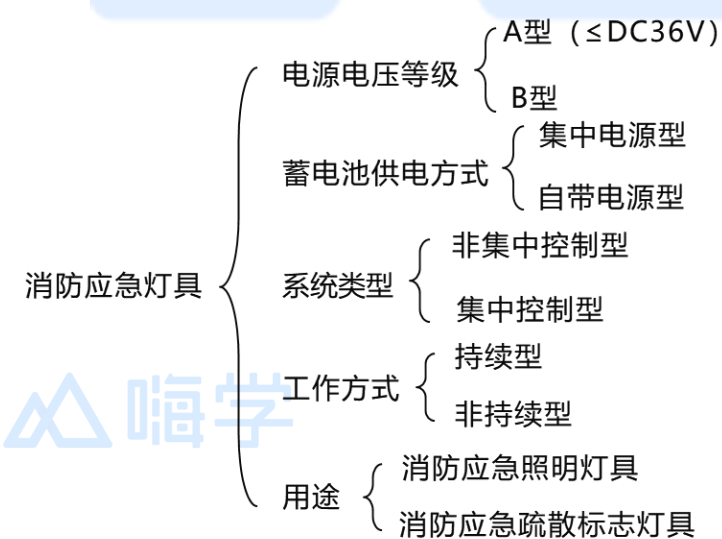 消防应急灯具
电源电压等级
A型（≤DC36V）
B型
蓄电池供电方式
集中电源型
自带电源型
系统类型
非集中控制型
集中控制型
工作方式
持续型
非持续型
用途
消防应急照明灯具
消防应急疏散标志灯具
嗨学